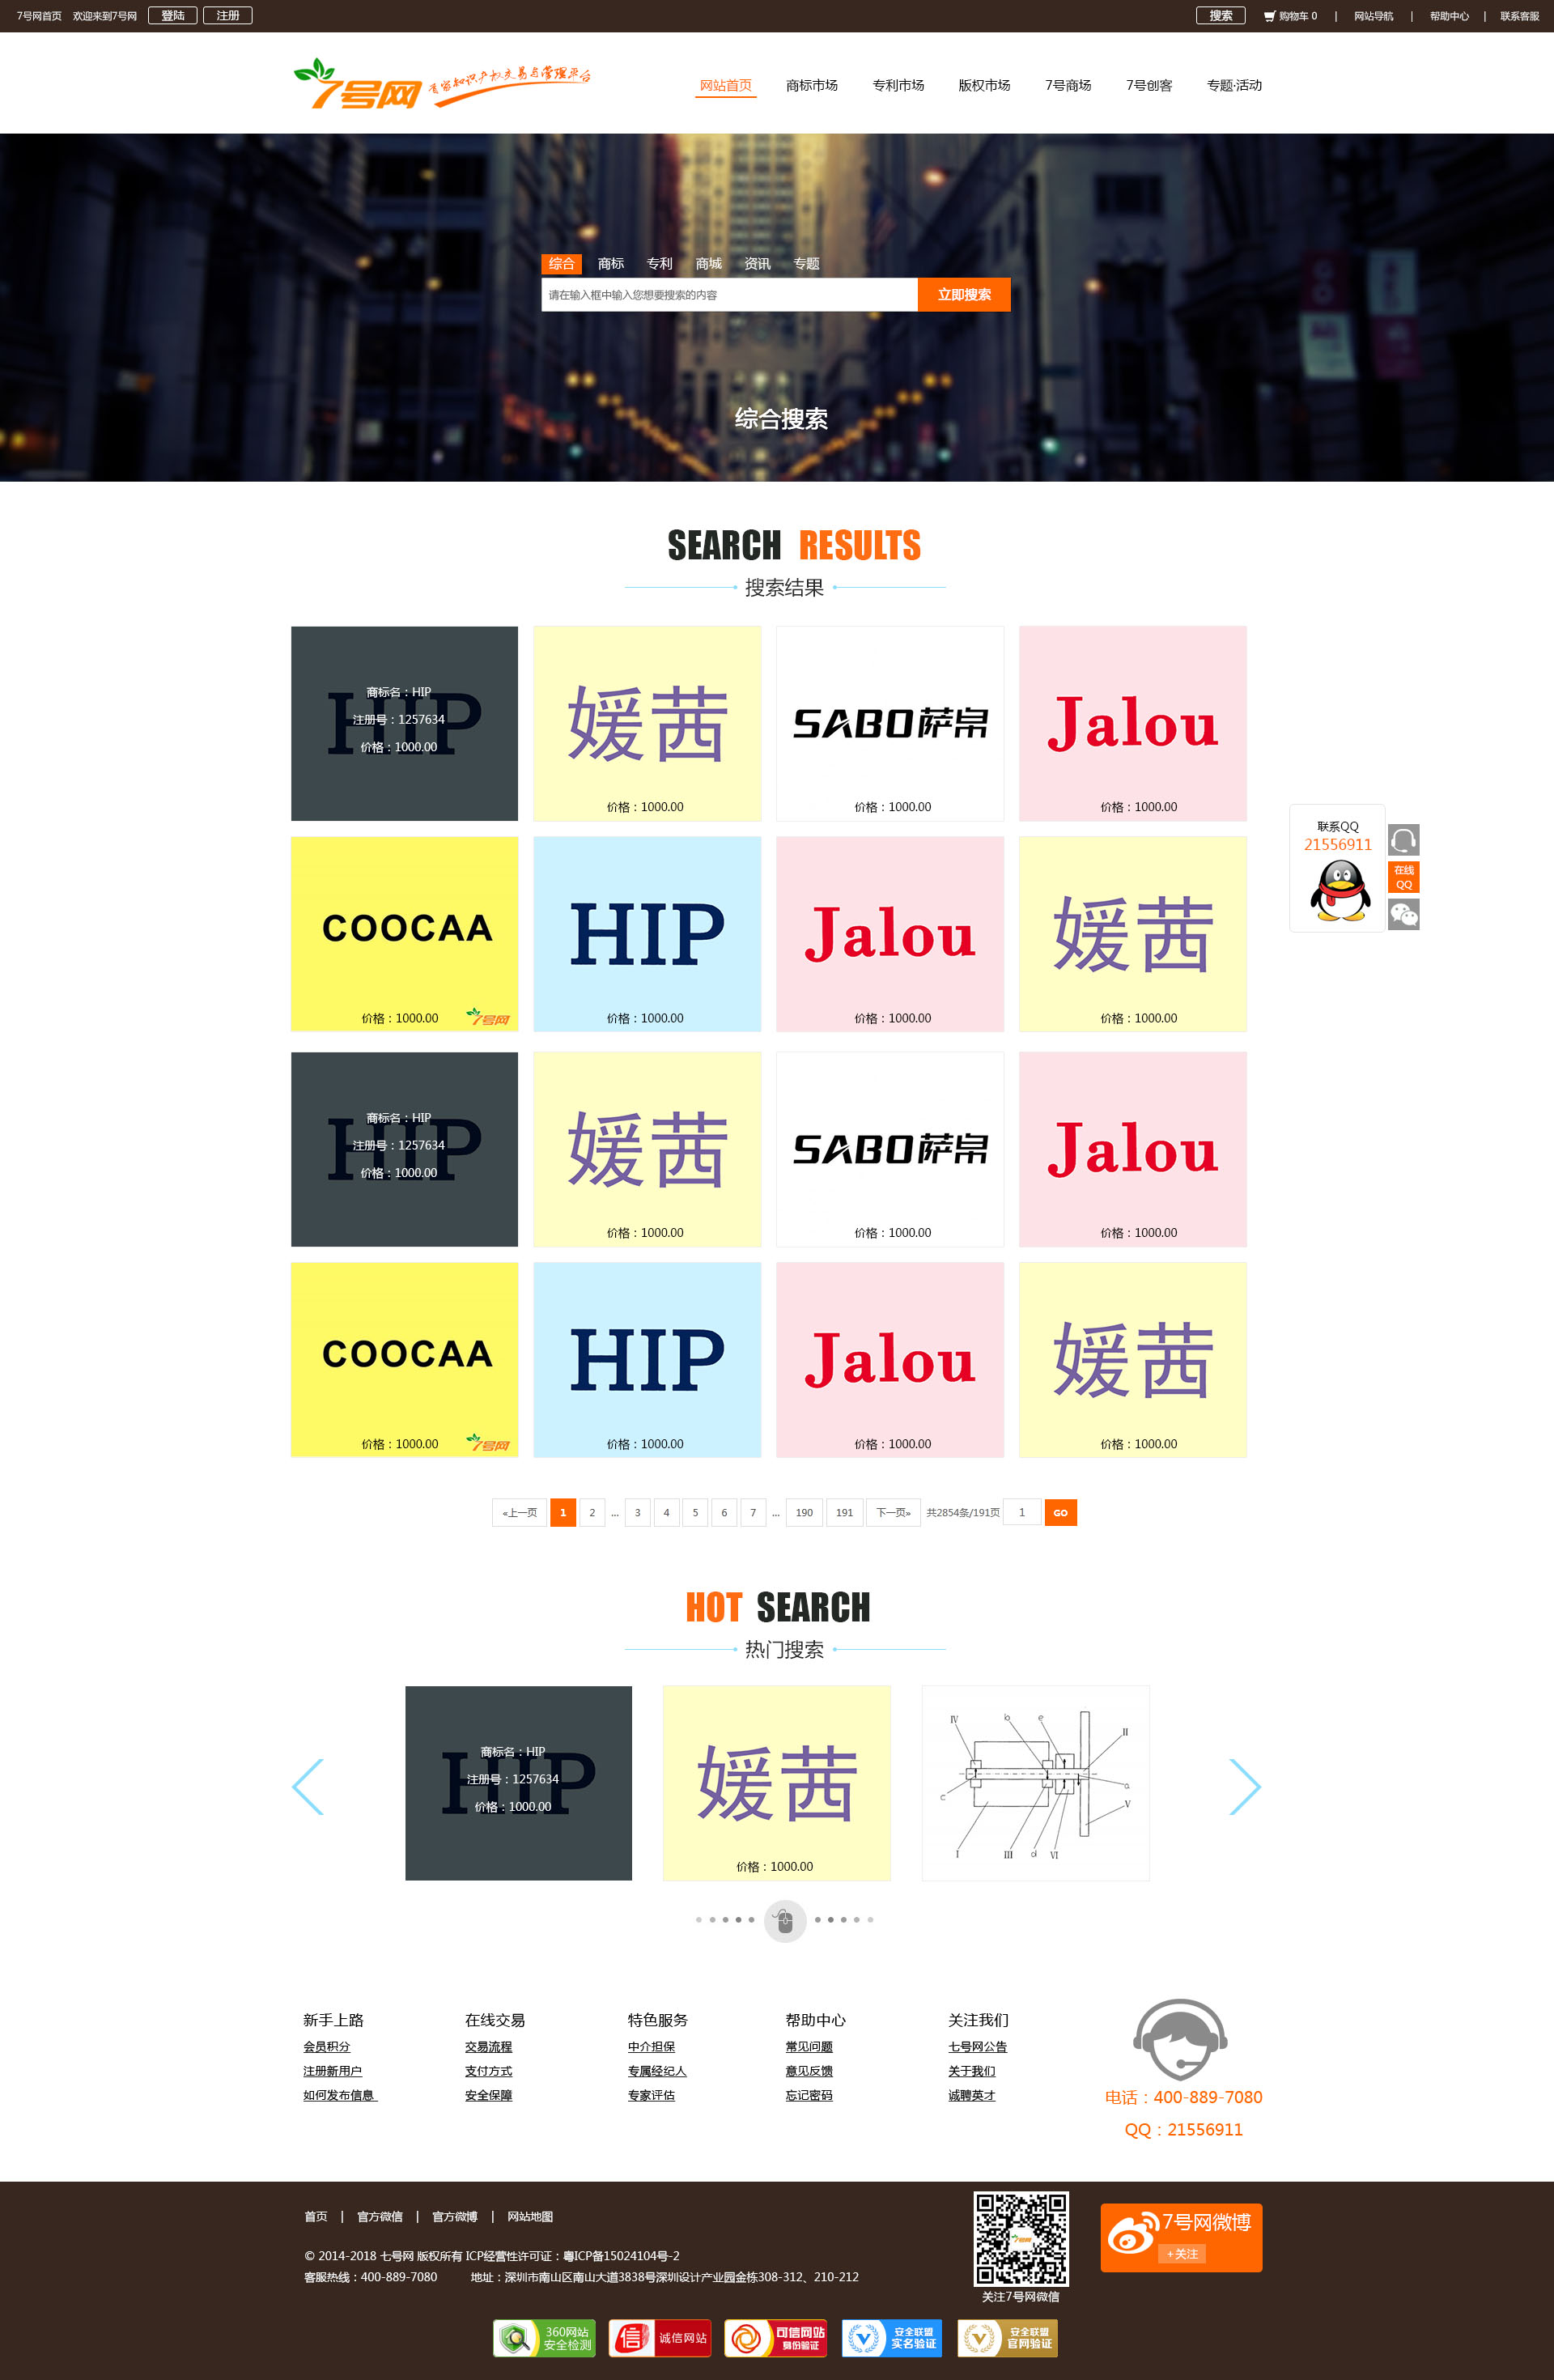 7号网首页 欢迎来到7号网 登陆 注册 搜索 购物车 0 | 网站导航 | 帮助中心 | 联系客服
7号网 专家知识产权交易与管理平台
网站首页 商标市场 专利市场 版权市场 7号商场 7号创客 专题·活动
综合 商标 专利 商城 资讯 专题
请在输入框中输入您想要搜索的内容 立即搜索
综合搜索
SEARCH RESULTS
搜索结果
HIP
商标名：HIP
注册号：1257634
价格：1000.00
媛茜
价格：1000.00
SABO萨帛
价格：1000.00
Jalou
价格：1000.00
COOCAA
价格：1000.00 7号网
HIP
价格：1000.00
Jalou
价格：1000.00
媛茜
价格：1000.00
联系QQ
21556911
在线
QQ
HIP
商标名：HIP
注册号：1257634
价格：1000.00
媛茜
价格：1000.00
SABO萨帛
价格：1000.00
Jalou
价格：1000.00
COOCAA
价格：1000.00 7号网
HIP
价格：1000.00
Jalou
价格：1000.00
媛茜
价格：1000.00
«上一页 1 2 ... 3 4 5 6 7 ... 190 191 下一页» 共2854条/191页 1 GO
HOT SEARCH
热门搜索
HIP
商标名：HIP
注册号：1257634
价格：1000.00
媛茜
价格：1000.00
IV b e II
c a
V
I III d VI
新手上路
会员积分
注册新用户
如何发布信息
在线交易
交易流程
支付方式
安全保障
特色服务
中介担保
专属经纪人
专家评估
帮助中心
常见问题
意见反馈
忘记密码
关注我们
七号网公告
关于我们
诚聘英才
电话：400-889-7080
QQ：21556911
首页 | 官方微信 | 官方微博 | 网站地图
© 2014-2018 七号网 版权所有 ICP经营性许可证：粤ICP备15024104号-2
客服热线：400-889-7080 地址：深圳市南山区南山大道3838号深圳设计产业园金栋308-312、210-212
7号网
关注7号网微信
7号网微博
+关注
360网站
安全检测
信 诚信网站
可信网站
身份验证
安全联盟
实名验证
安全联盟
官网验证